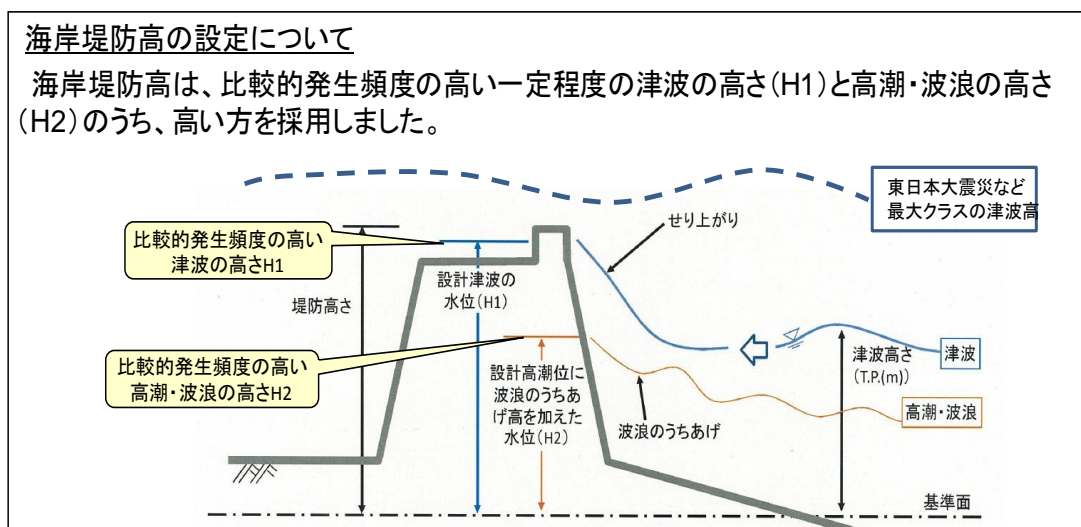 海岸堤防高の設定について
海岸堤防高は、比較的発生頻度の高い一定程度の津波の高さ(H1)と高潮・波浪の高さ
(H2)のうち、高い方を採用しました。
東日本大震災など
最大クラスの津波高
せり上がり
比較的発生頻度の高い
津波の高さH1
設計津波の
水位(H1)
堤防高さ
比較的発生頻度の高い
高潮・波浪の高さH2
設計高潮位に
波浪のうちあ
げ高を加えた
水位(H2)
波浪のうちあげ
津波高さ
(T.P.(m))
津波
高潮・波浪
基準面